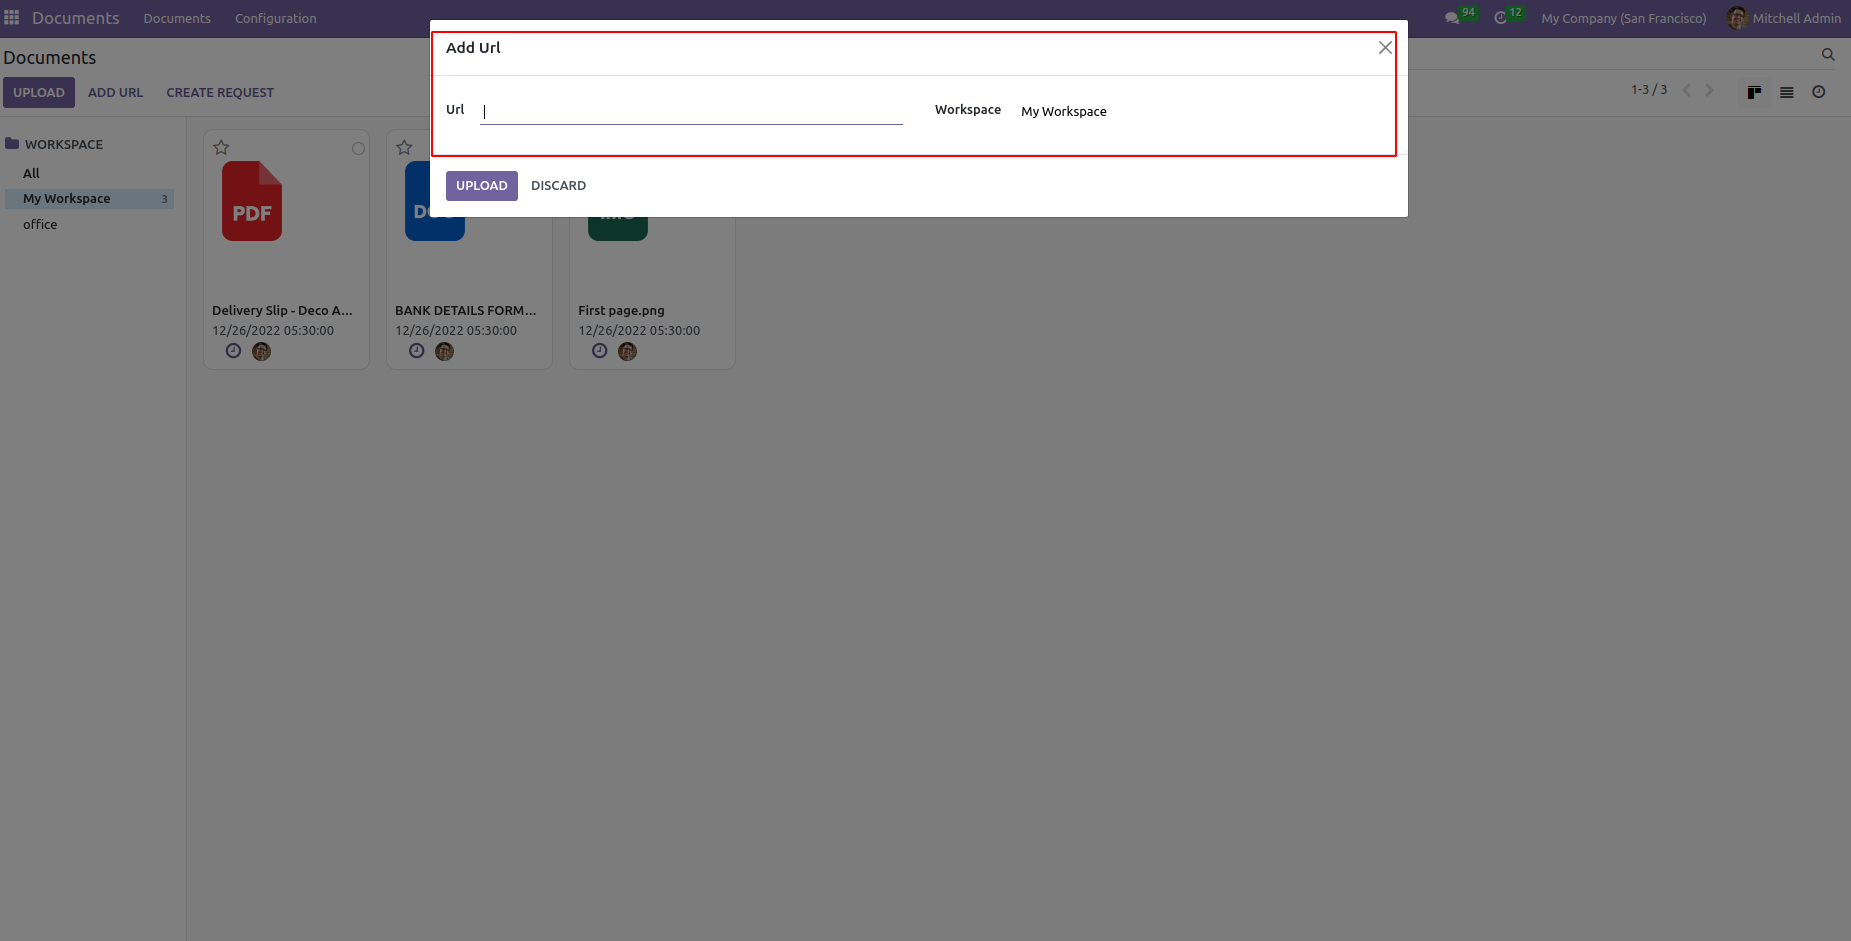 Documents Documents Configuration 94 12 My Company (San Francisco) Mitchell Admin
Documents
UPLOAD ADD URL CREATE REQUEST
1-3 / 3
Add Url
Url Workspace My Workspace
UPLOAD DISCARD
WORKSPACE
All
My Workspace 3
office
PDF
Delivery Slip - Deco A... BANK DETAILS FORM... First page.png
12/26/2022 05:30:00 12/26/2022 05:30:00 12/26/2022 05:30:00